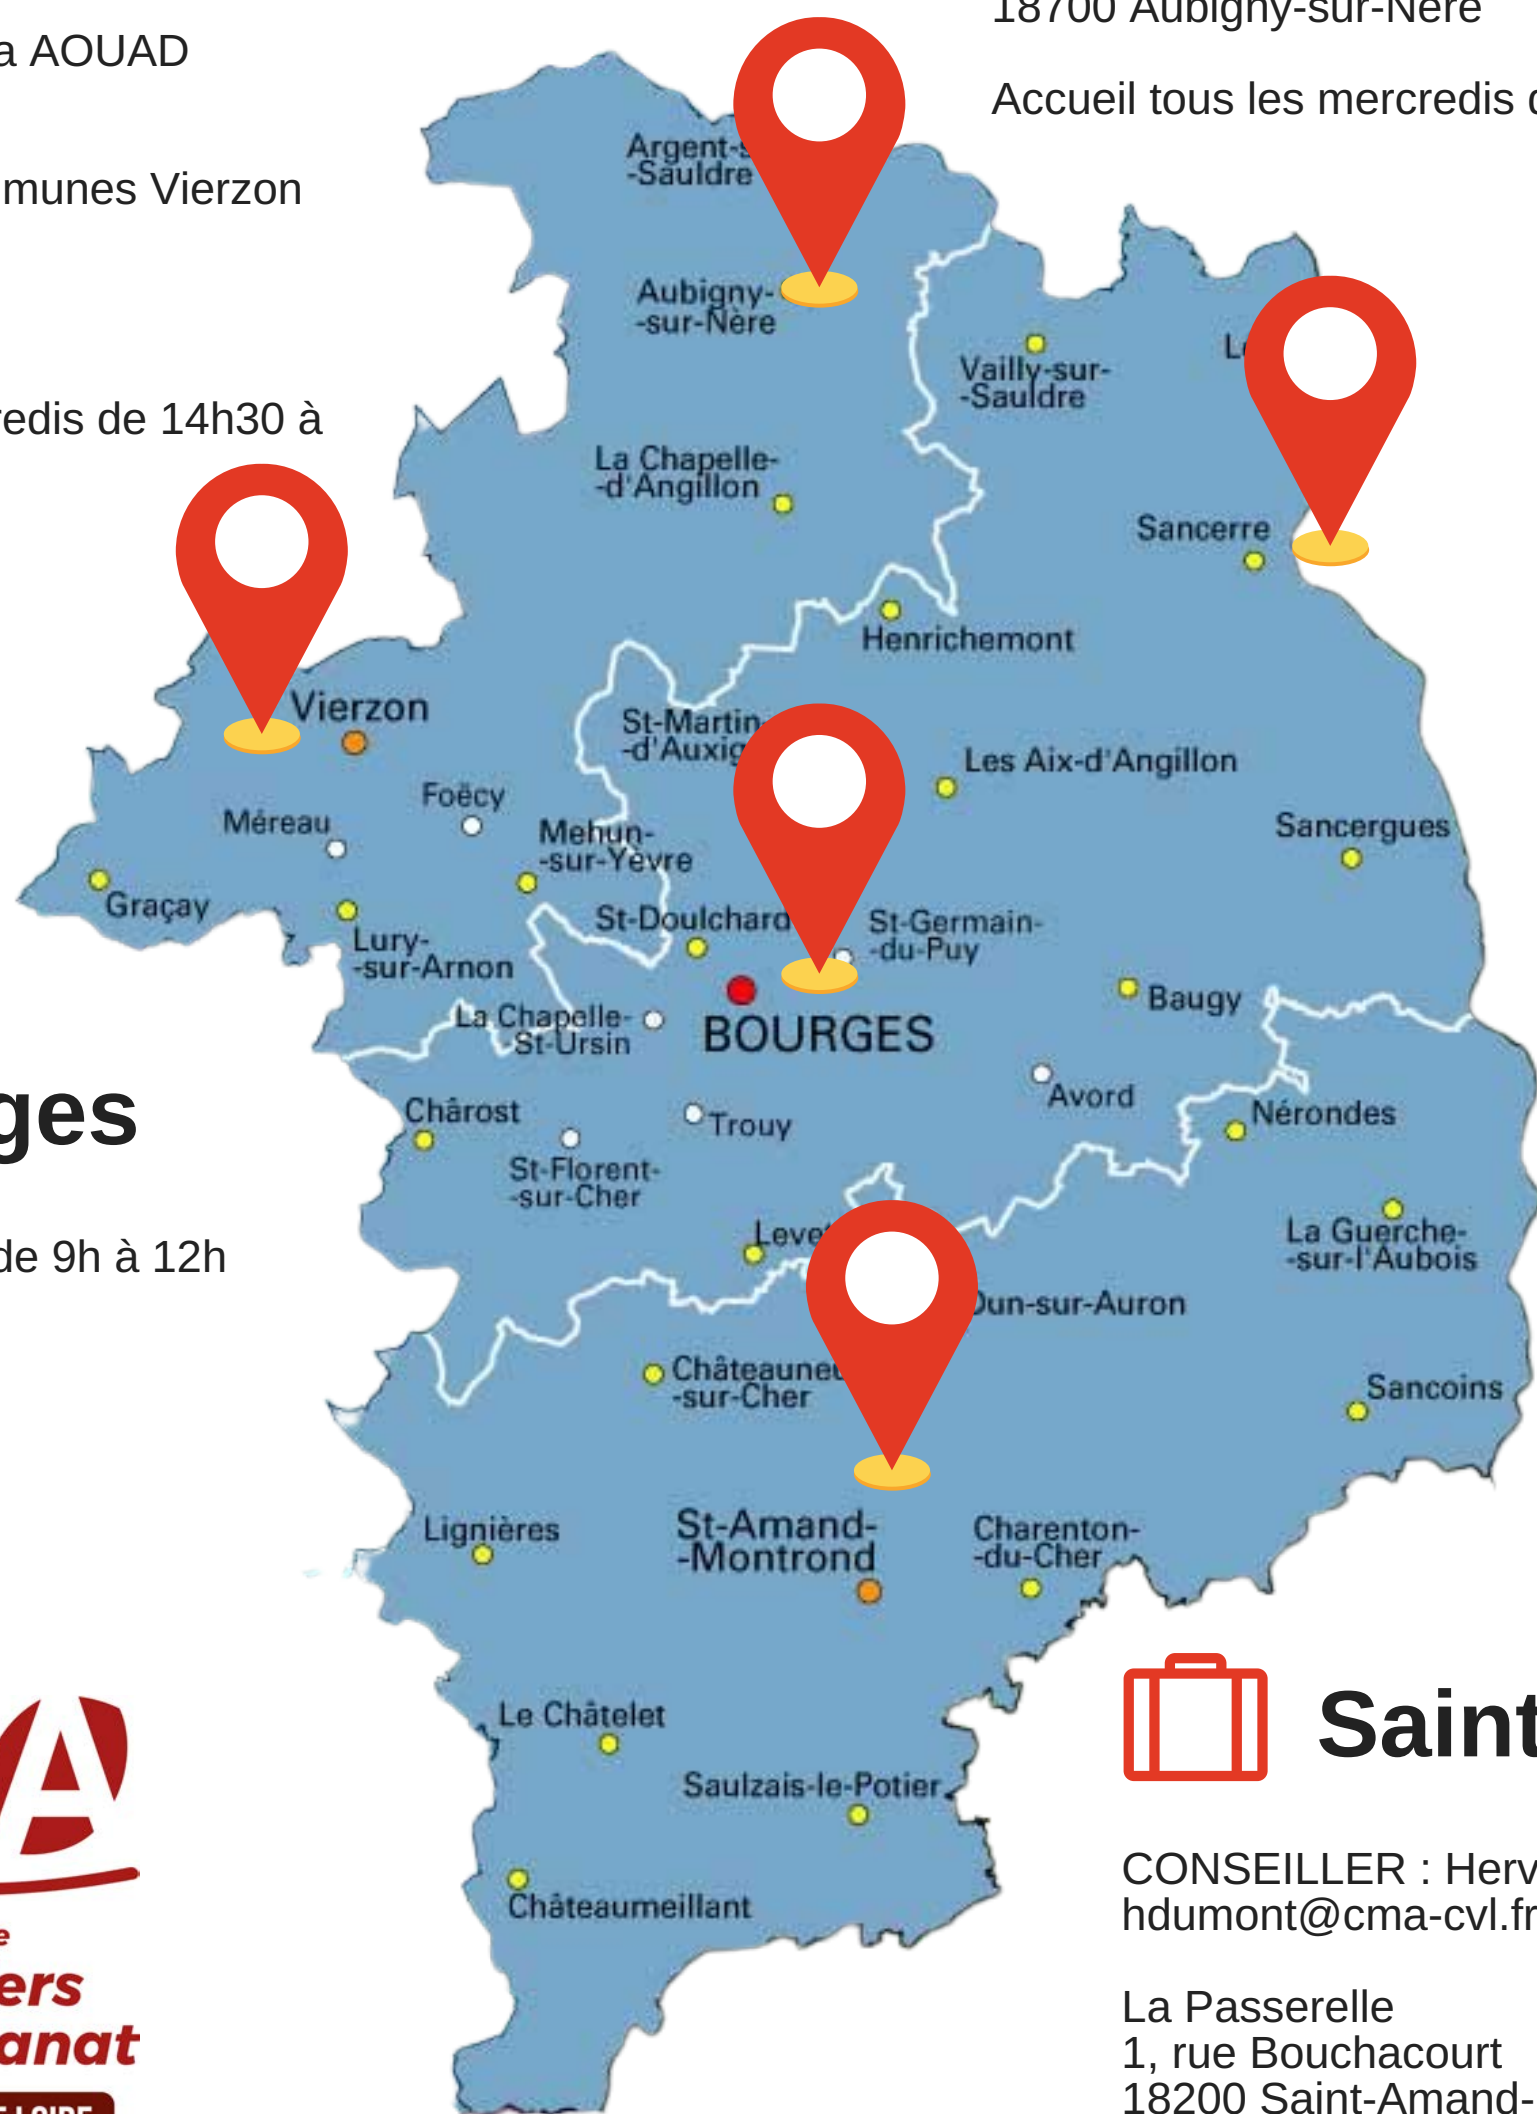 18700 Aubigny-sur-Nère
a AOUAD
Accueil tous les mercredis
munes Vierzon
redis de 14h30 à
Argent-s
-Sauldre
Aubigny-
-sur-Nère
Vailly-sur-
-Sauldre
La Chapelle-
-d'Angillon
Sancerre
Henrichemont
Vierzon
St-Martin-
-d'Auxig
Les Aix-d'Angillon
Foëcy
Méreau
Mehun-
-sur-Yèvre
Sancergues
Graçay
St-Doulchard
St-Germain-
-du-Puy
Lury-
-sur-Arnon
Baugy
La Chapelle-
-St-Ursin
BOURGES
Avord
ges
Chârost
Trouy
Nérondes
St-Florent-
-sur-Cher
de 9h à 12h
Leve
La Guerche-
-sur-l'Aubois
Dun-sur-Auron
Châteauneu
-sur-Cher
Sancoins
Lignières
St-Amand-
-Montrond
Charenton-
-du-Cher
Le Châtelet
Saint
Saulzais-le-Potier
Châteaumeillant
CONSEILLER : Herv
hdumont@cma-cvl.fr
La Passerelle
1, rue Bouchacourt
18200 Saint-Amand-
A
e
ers
anat
E LOIRE